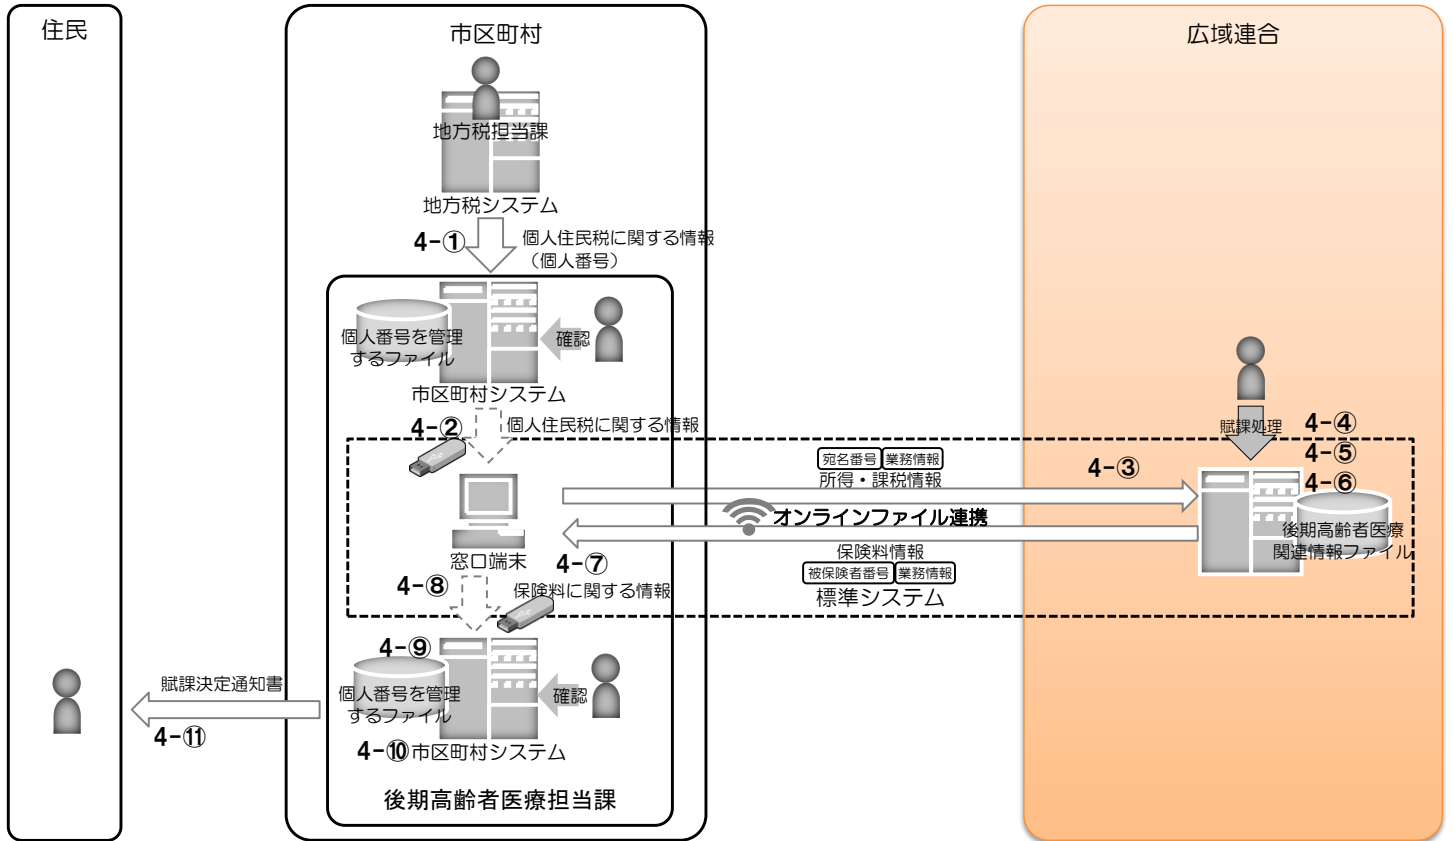 住民
市区町村
広域連合
地方税担当課
地方税システム
4-①
個人住民税に関する情報
（個人番号）
個人番号を管理
するファイル
確認
市区町村システム
4-②
個人住民税に関する情報
宛名番号 業務情報
所得・課税情報
4-③
賦課処理
4-④
4-⑤
4-⑥
オンラインファイル連携
後期高齢者医療
関連情報ファイル
窓口端末
4-⑦
保険料情報
被保険者番号 業務情報
標準システム
4-⑧
保険料に関する情報
4-⑨
個人番号を管理
するファイル
確認
4-⑩
市区町村システム
賦課決定通知書
4-⑪
後期高齢者医療担当課